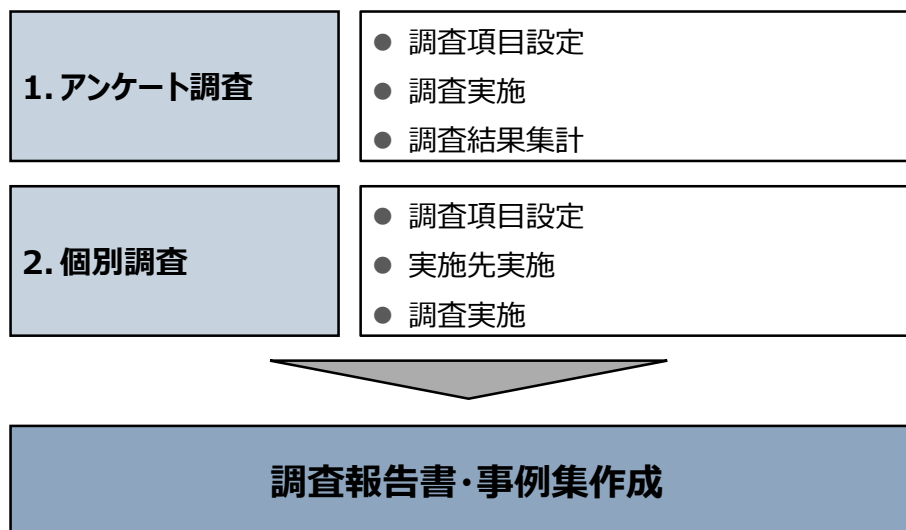 1. アンケート調査
● 調査項目設定
● 調査実施
● 調査結果集計
2. 個別調査
● 調査項目設定
● 実施先実施
● 調査実施
調査報告書・事例集作成